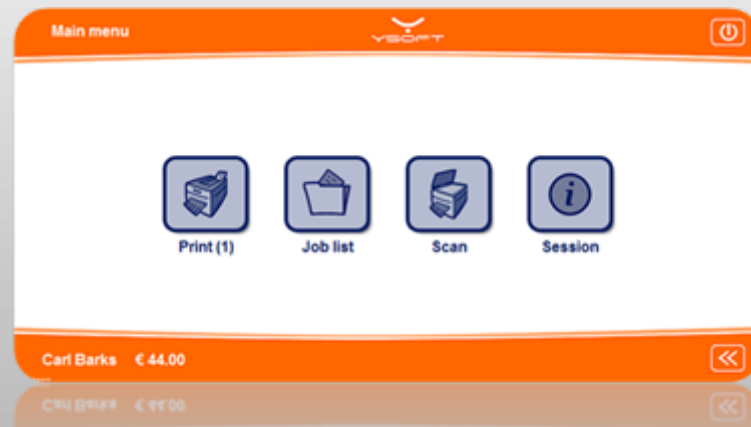 Main menu
YSOFT
Print (1)
Job list
Scan
Session
Carl Barks € 44.00